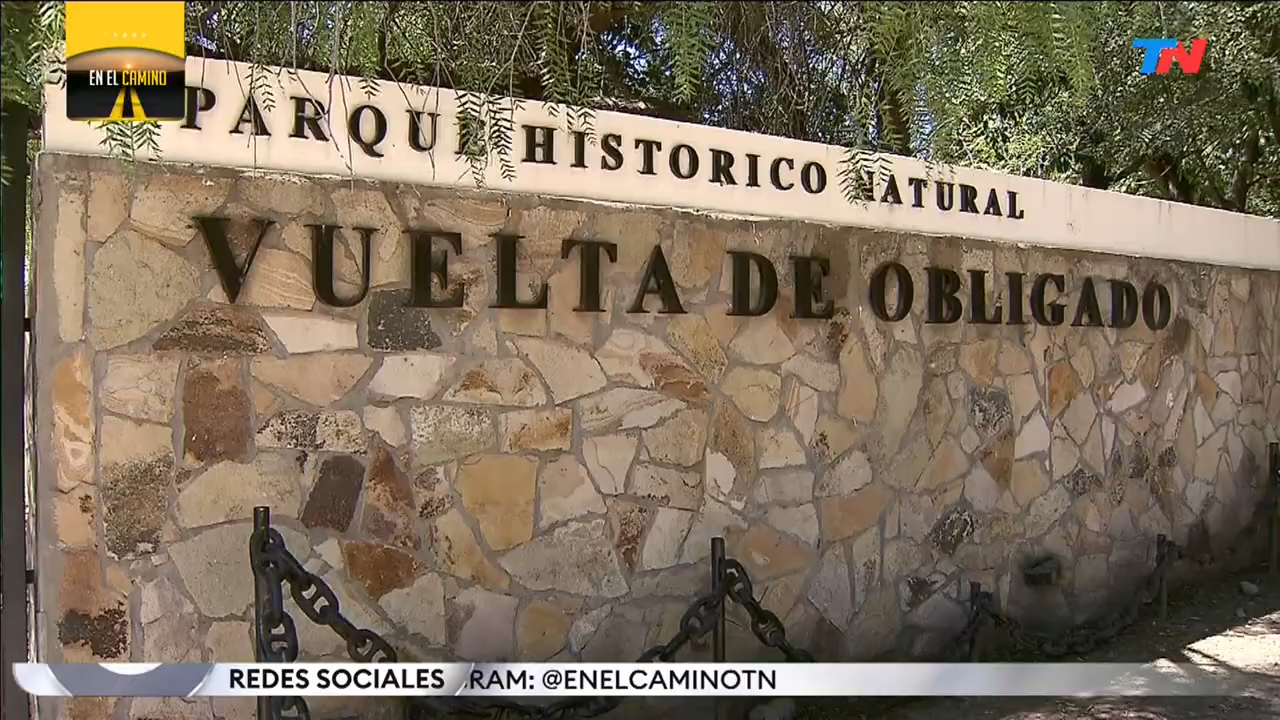 EN EL CAMINO
TN
PARQUE HISTORICO NATURAL
VUELTA DE OBLIGADO
REDES SOCIALES
RAM: @ENELCAMINOTN